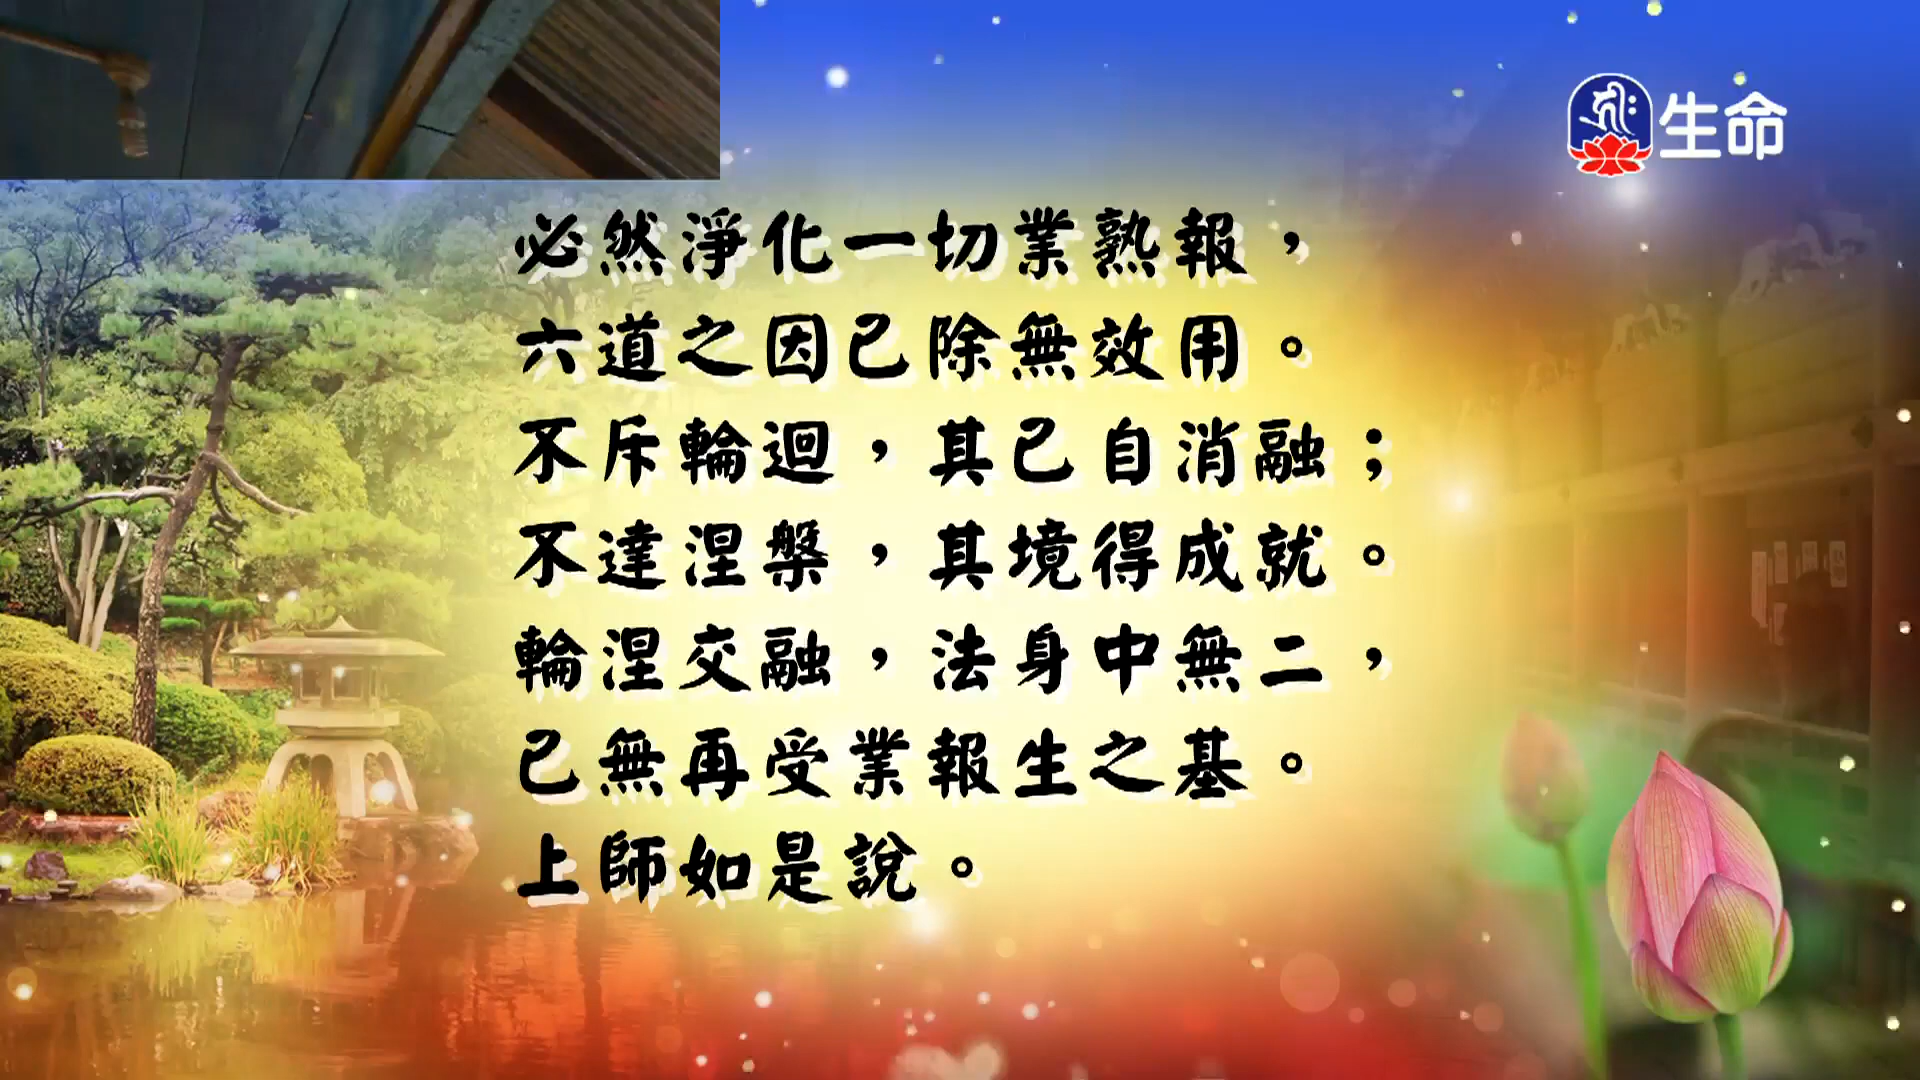 生命
必然淨化一切業熟報，
六道之因已除無效用。
不斥輪迴，其已自消融；
不達涅槃，其境得成就。
輪涅交融，法身中無二，
已無再受業報生之基。
上師如是說。